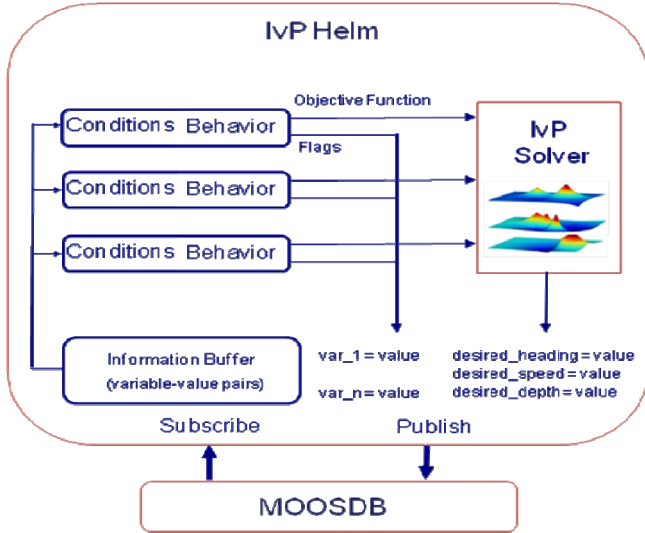 IvP Helm
Objective Function
Conditions Behavior
Flags
IvP
Solver
Conditions Behavior
Conditions Behavior
Information Buffer
(variable-value pairs)
var_1 = value
var_n = value
desired_heading = value
desired_speed = value
desired_depth = value
Subscribe
Publish
MOOSDB